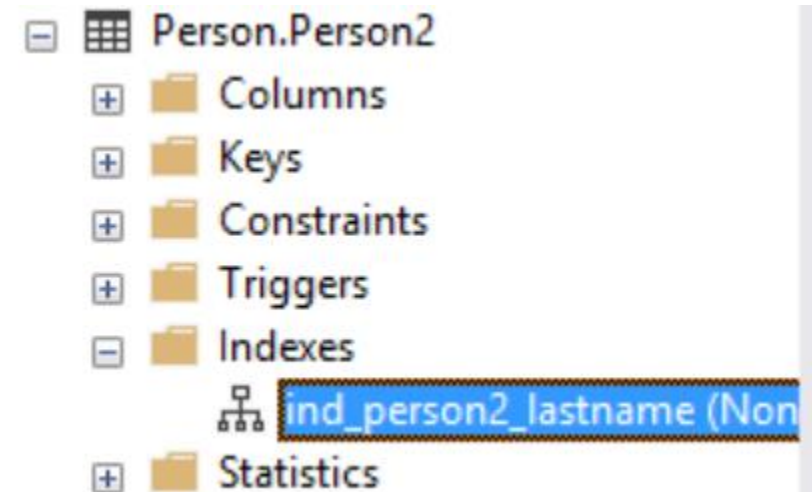 Person.Person2
Columns
Keys
Constraints
Triggers
Indexes
ind_person2_lastname (Non
Statistics